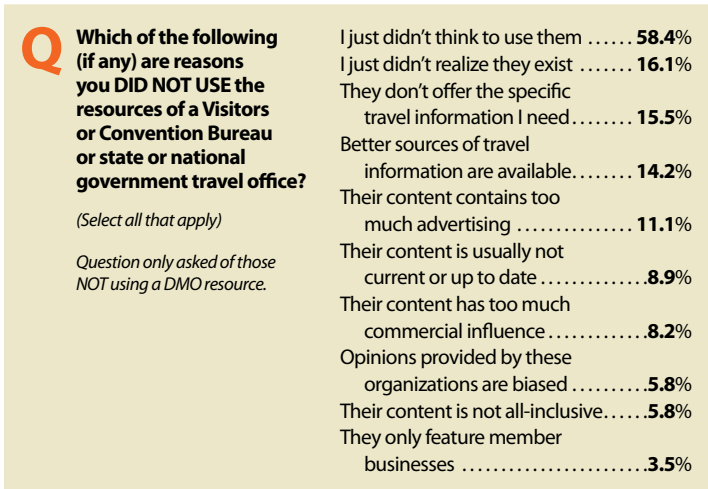 Q
Which of the following
(if any) are reasons
you DID NOT USE the
resources of a Visitors
or Convention Bureau
or state or national
government travel office?
(Select all that apply)
Question only asked of those
NOT using a DMO resource.
I just didn't think to use them ...... 58.4%
I just didn't realize they exist ....... 16.1%
They don't offer the specific
travel information I need........ 15.5%
Better sources of travel
information are available........ 14.2%
Their content contains too
much advertising ............... 11.1%
Their content is usually not
current or up to date .............8.9%
Their content has too much
commercial influence............8.2%
Opinions provided by these
organizations are biased .........5.8%
Their content is not all-inclusive......5.8%
They only feature member
businesses ......................3.5%